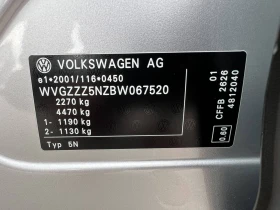 VOLKSWAGEN AG
e1*2001/116*0450
WVGZZZ5NZBW067520
2270 kg
4470 kg
1- 1190 kg
2- 1130 kg
Typ 5N
01
CFFB 2626
4812040
0.60